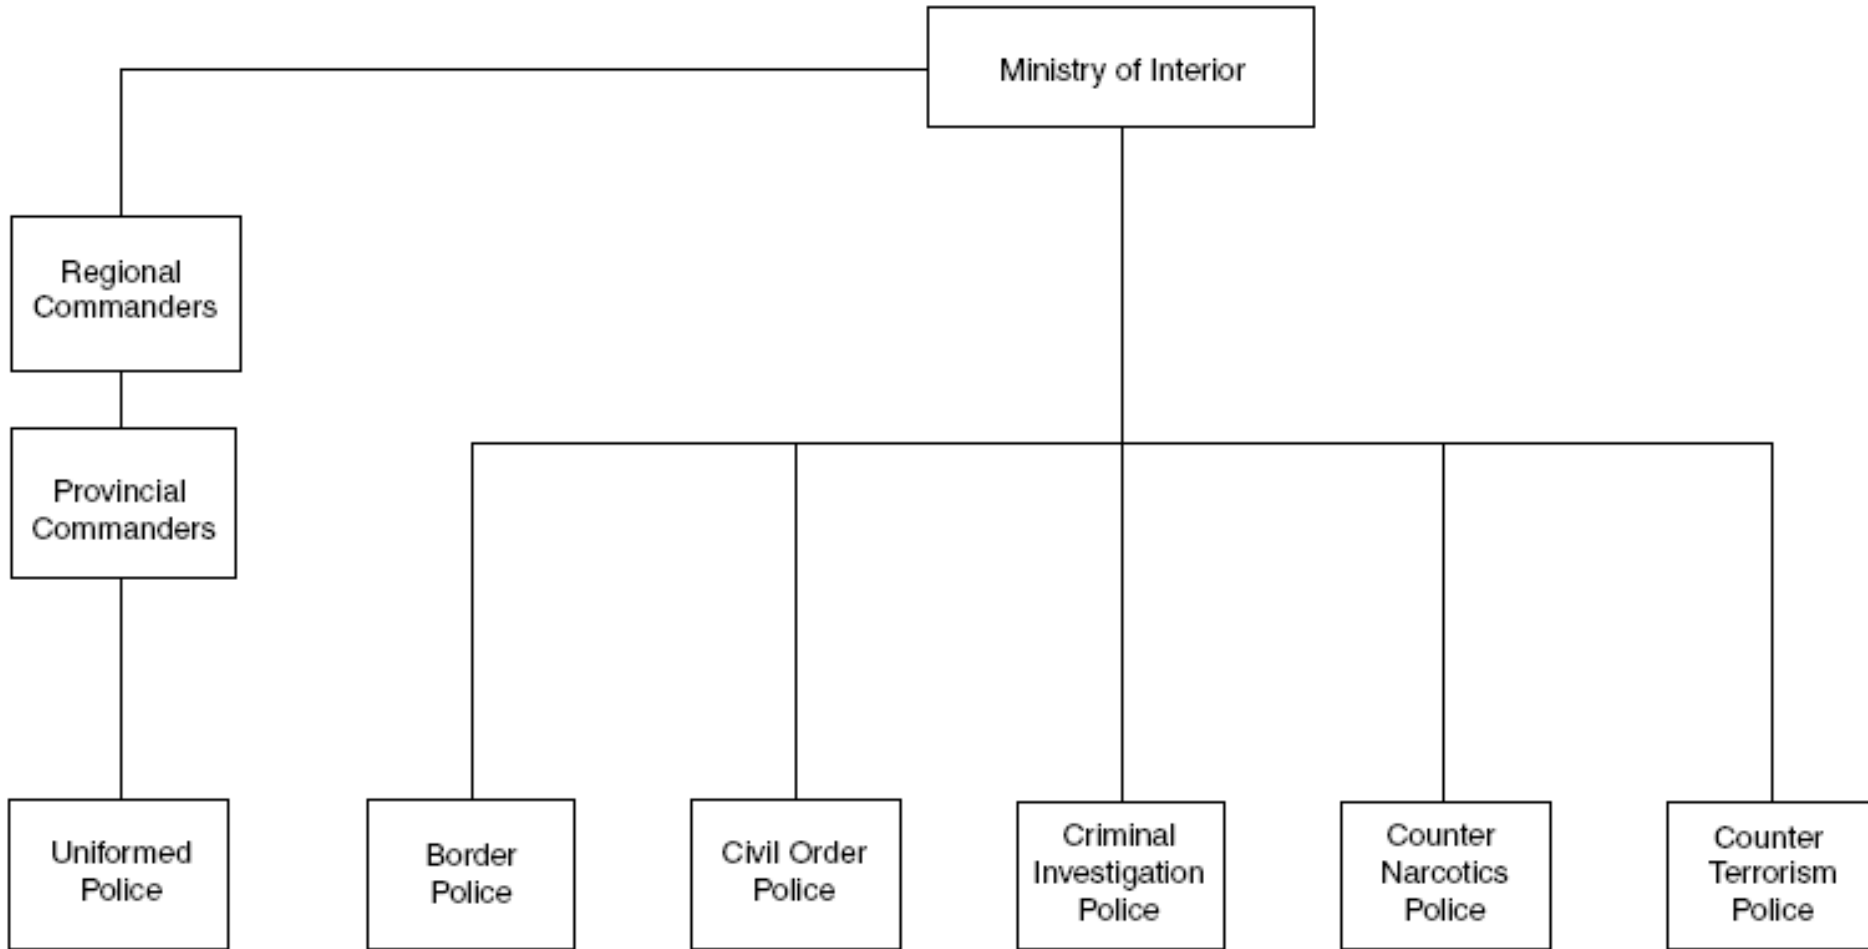 Ministry of Interior
Regional
Commanders
Provincial
Commanders
Uniformed
Police
Border
Police
Civil Order
Police
Criminal
Investigation
Police
Counter
Narcotics
Police
Counter
Terrorism
Police